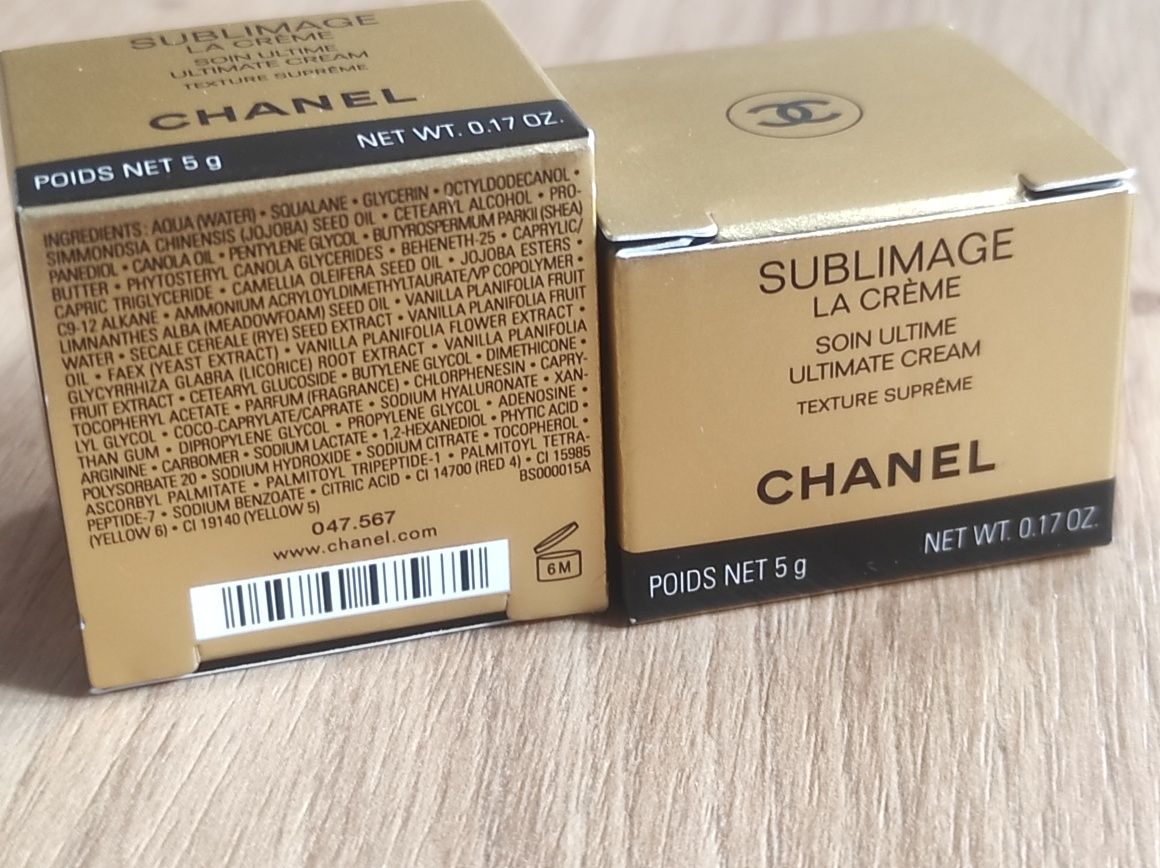 SUBLIMAGE
LA CRÈME
SOIN ULTIME
ULTIMATE CREAM
TEXTURE SUPRÊME
CHANEL
POIDS NET 5 g NET WT. 0.17 OZ.
INGREDIENTS: AQUA (WATER) • SQUALANE • GLYCERIN • OCTYLDODECANOL •
SIMMONDSIA CHINENSIS (JOJOBA) SEED OIL • CETEARYL ALCOHOL • PRO-
PANEDIOL • CANOLA OIL • PENTYLENE GLYCOL • BUTYROSPERMUM PARKII (SHEA)
BUTTER • PHYTOSTERYL CANOLA GLYCERIDES • BEHENETH-25 • CAPRYLIC/
CAPRIC TRIGLYCERIDE • CAMELLIA OLEIFERA SEED OIL • JOJOBA ESTERS •
C9-12 ALKANE • AMMONIUM ACRYLOYLDIMETHYLTAURATE/VP COPOLYMER •
LIMNANTHES ALBA (MEADOWFOAM) SEED OIL • VANILLA PLANIFOLIA FRUIT
WATER • SECALE CEREALE (RYE) SEED EXTRACT • VANILLA PLANIFOLIA FRUIT
OIL • FAEX (YEAST EXTRACT) • VANILLA PLANIFOLIA FLOWER EXTRACT •
GLYCYRRHIZA GLABRA (LICORICE) ROOT EXTRACT • VANILLA PLANIFOLIA
FRUIT EXTRACT • CETEARYL GLUCOSIDE • BUTYLENE GLYCOL • DIMETHICONE •
TOCOPHERYL ACETATE • PARFUM (FRAGRANCE) • CHLORPHENESIN • CAPRY-
LYL GLYCOL • COCO-CAPRYLATE/CAPRATE • SODIUM HYALURONATE • XAN-
THAN GUM • DIPROPYLENE GLYCOL • PROPYLENE GLYCOL • ADENOSINE •
ARGININE • CARBOMER • SODIUM LACTATE • 1,2-HEXANEDIOL • PHYTIC ACID •
POLYSORBATE 20 • SODIUM HYDROXIDE • SODIUM CITRATE • TOCOPHEROL •
ASCORBYL PALMITATE • PALMITOYL TRIPEPTIDE-1 • PALMITOYL TETRA-
PEPTIDE-7 • SODIUM BENZOATE • CITRIC ACID • CI 14700 (RED 4) • CI 15985
(YELLOW 6) • CI 19140 (YELLOW 5) BS000015A
047.567
www.chanel.com
6M
SUBLIMAGE
LA CRÈME
SOIN ULTIME
ULTIMATE CREAM
TEXTURE SUPRÊME
CHANEL
POIDS NET 5 g NET WT. 0.17 OZ.